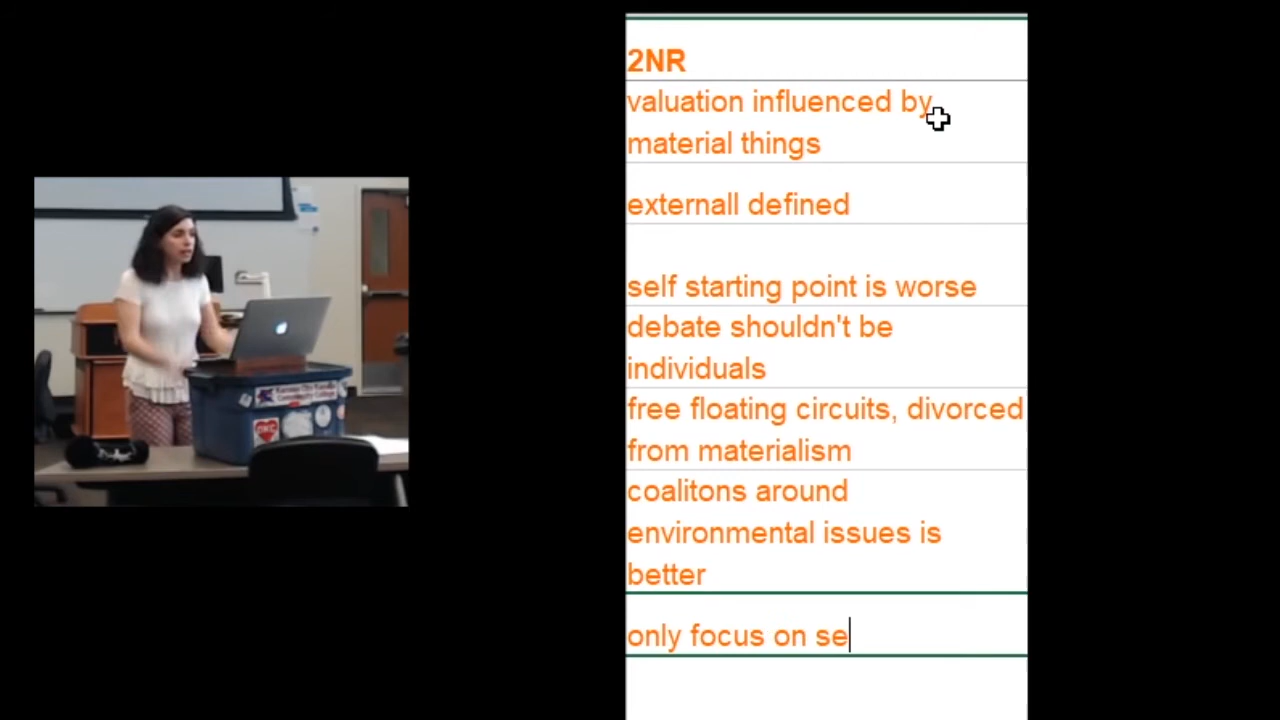 2NR
valuation influenced by
material things
externall defined
self starting point is worse
debate shouldn't be
individuals
free floating circuits, divorced
from materialism
coalitons around
environmental issues is
better
only focus on se